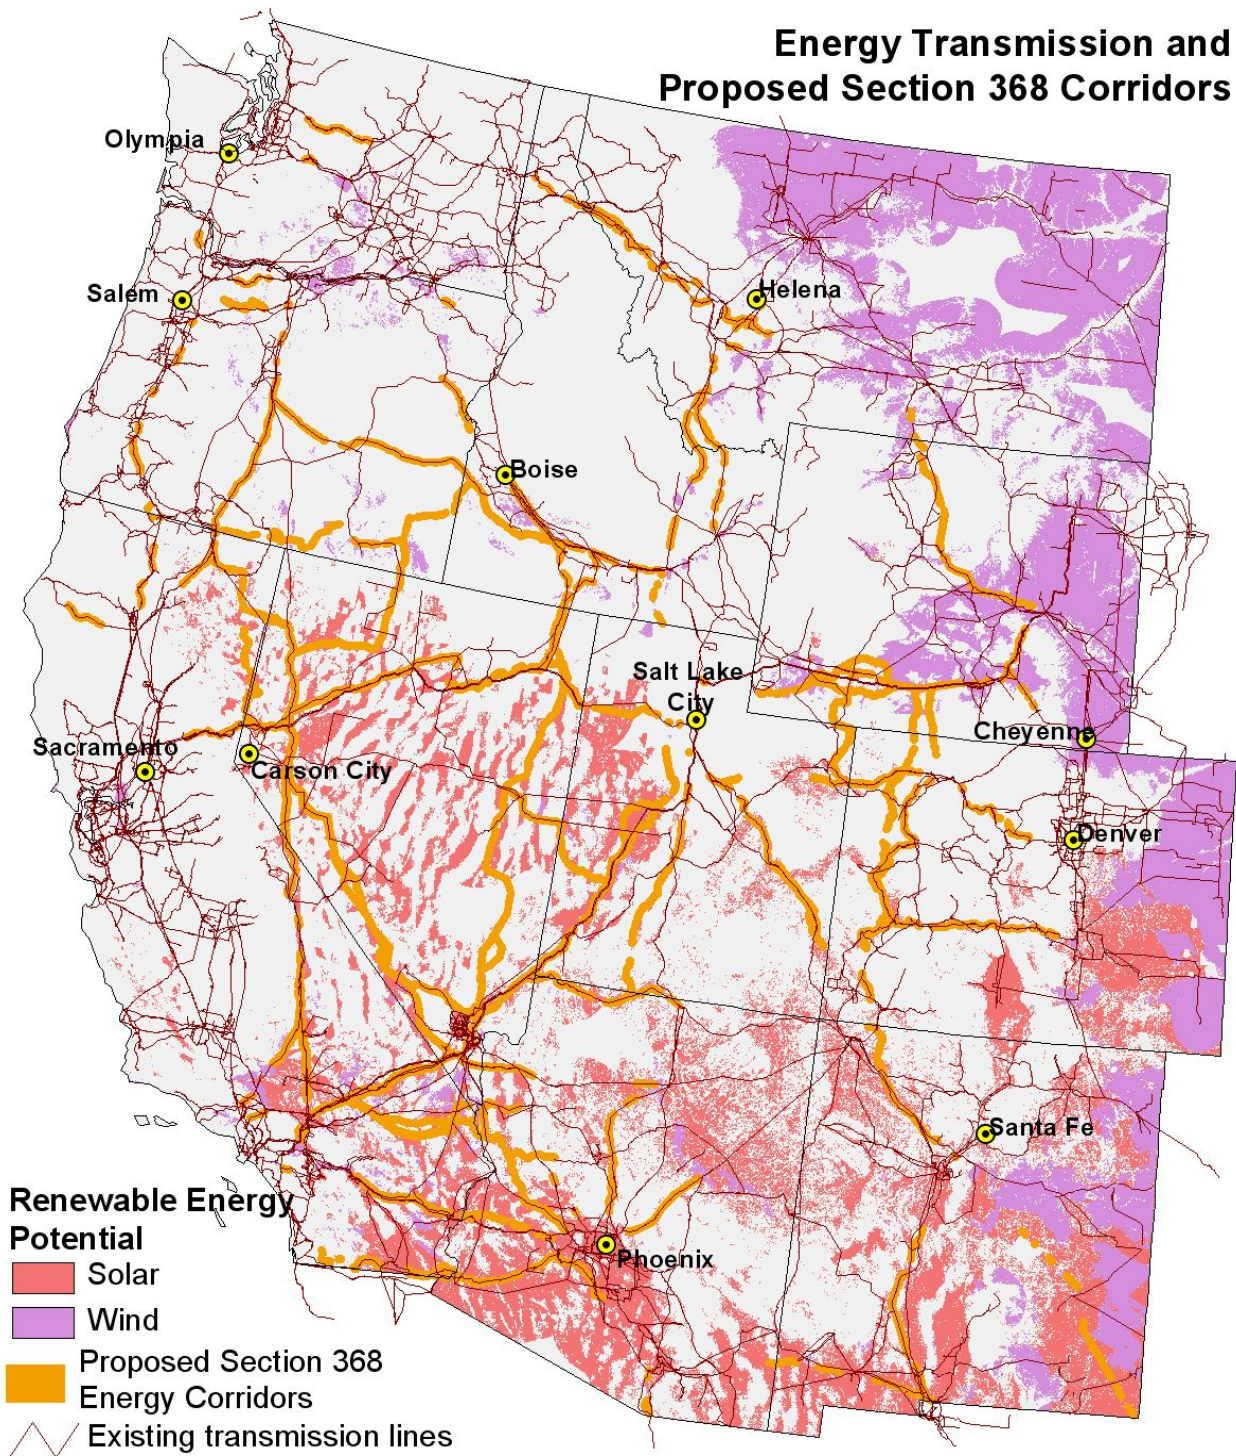 Energy Transmission and
Proposed Section 368 Corridors
Olympia
Salem
Helena
Boise
Salt Lake
City
Cheyenne
Sacramento
Carson City
Denver
Santa Fe
Phoenix
Renewable Energy
Potential
Solar
Wind
Proposed Section 368
Energy Corridors
Existing transmission lines